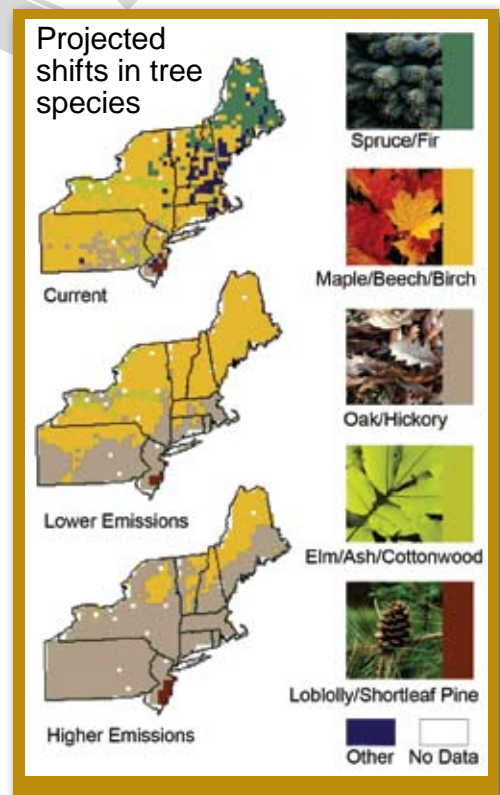 Projected
shifts in tree
species
Current
Lower Emissions
Higher Emissions
Spruce/Fir
Maple/Beech/Birch
Oak/Hickory
Elm/Ash/Cottonwood
Loblolly/Shortleaf Pine
Other No Data